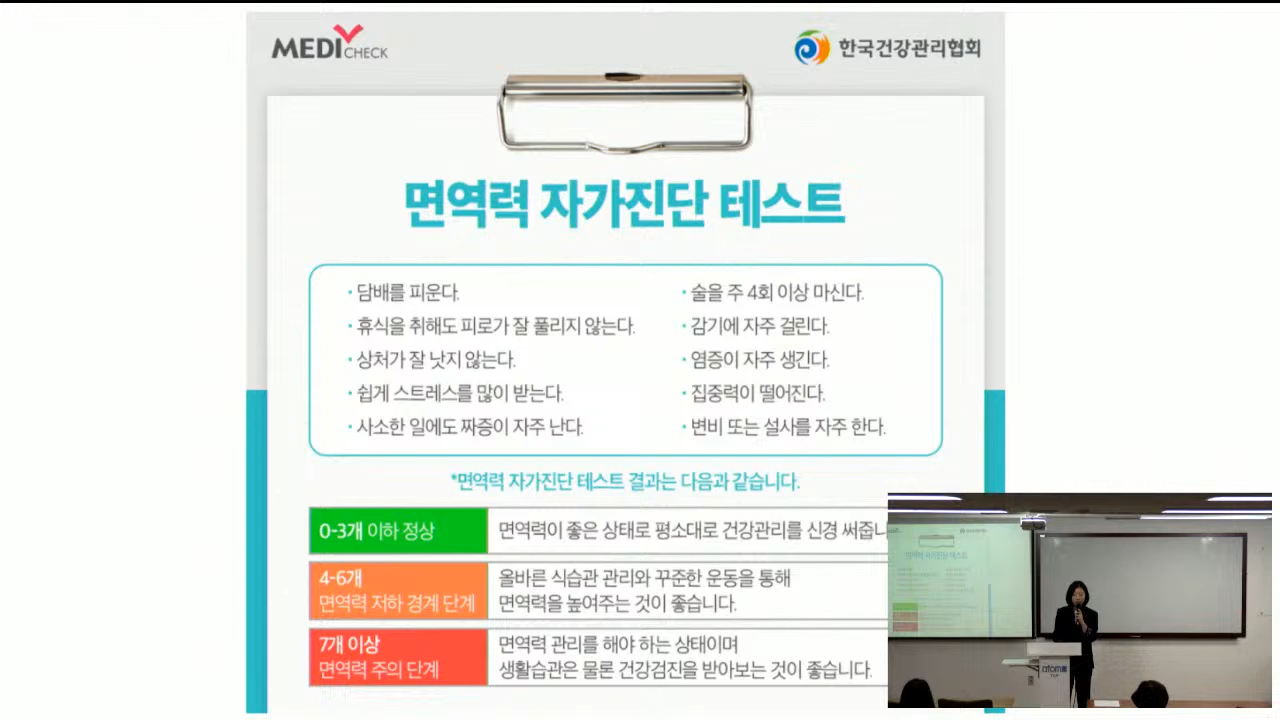 MEDI CHECK
한국건강관리협회
면역력 자가진단 테스트
· 담배를 피운다.
· 술을 주 4회 이상 마신다.
· 휴식을 취해도 피로가 잘 풀리지 않는다.
· 감기에 자주 걸린다.
· 상처가 잘 낫지 않는다.
· 염증이 자주 생긴다.
· 쉽게 스트레스를 많이 받는다.
· 집중력이 떨어진다.
· 사소한 일에도 짜증이 자주 난다.
· 변비 또는 설사를 자주 한다.
*면역력 자가진단 테스트 결과는 다음과 같습니다.
0-3개 이하 정상
면역력이 좋은 상태로 평소대로 건강관리를 신경 써줍니
4-6개
면역력 저하 경계 단계
올바른 식습관 관리와 꾸준한 운동을 통해
면역력을 높여주는 것이 좋습니다.
7개 이상
면역력 주의 단계
면역력 관리를 해야 하는 상태이며
생활습관은 물론 건강검진을 받아보는 것이 좋습니다.
면역력 자가진단 테스트